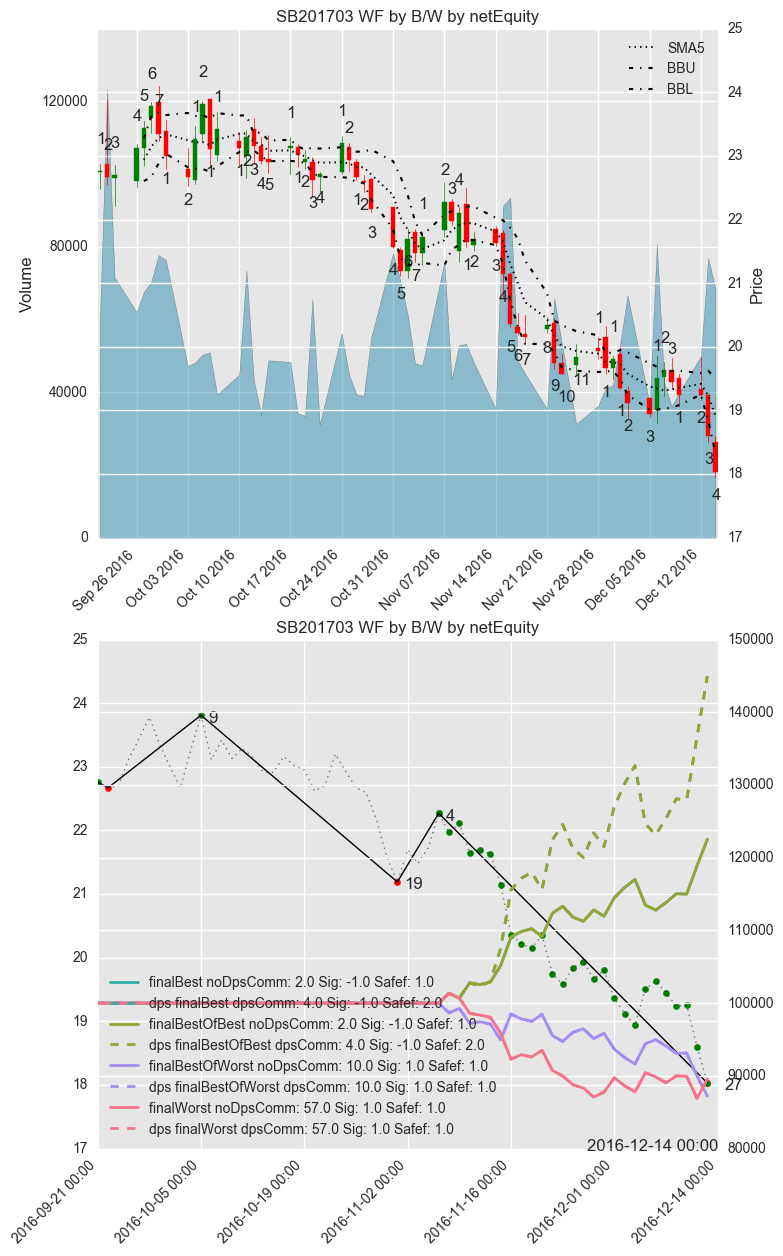 SB201703 WF by B/W by netEquity
SMA5
BBU
BBL
Volume
120000
80000
40000
0
25
24
23
22
21
20
19
18
17
Price
Sep 26 2016
Oct 03 2016
Oct 10 2016
Oct 17 2016
Oct 24 2016
Oct 31 2016
Nov 07 2016
Nov 14 2016
Nov 21 2016
Nov 28 2016
Dec 05 2016
Dec 12 2016
SB201703 WF by B/W by netEquity
25
24
23
22
21
20
19
18
17
150000
140000
130000
120000
110000
100000
90000
80000
9
19
4
27
finalBest noDpsComm: 2.0 Sig: -1.0 Safef: 1.0
dps finalBest dpsComm: 4.0 Sig: -1.0 Safef: 2.0
finalBestOfBest noDpsComm: 2.0 Sig: -1.0 Safef: 1.0
dps finalBestOfBest dpsComm: 4.0 Sig: -1.0 Safef: 2.0
finalBestOfWorst noDpsComm: 10.0 Sig: 1.0 Safef: 1.0
dps finalBestOfWorst dpsComm: 10.0 Sig: 1.0 Safef: 1.0
finalWorst noDpsComm: 57.0 Sig: 1.0 Safef: 1.0
dps finalWorst dpsComm: 57.0 Sig: 1.0 Safef: 1.0
2016-12-14 00:00
2016-09-21 00:00
2016-10-05 00:00
2016-10-19 00:00
2016-11-02 00:00
2016-11-16 00:00
2016-12-01 00:00
2016-12-14 00:00